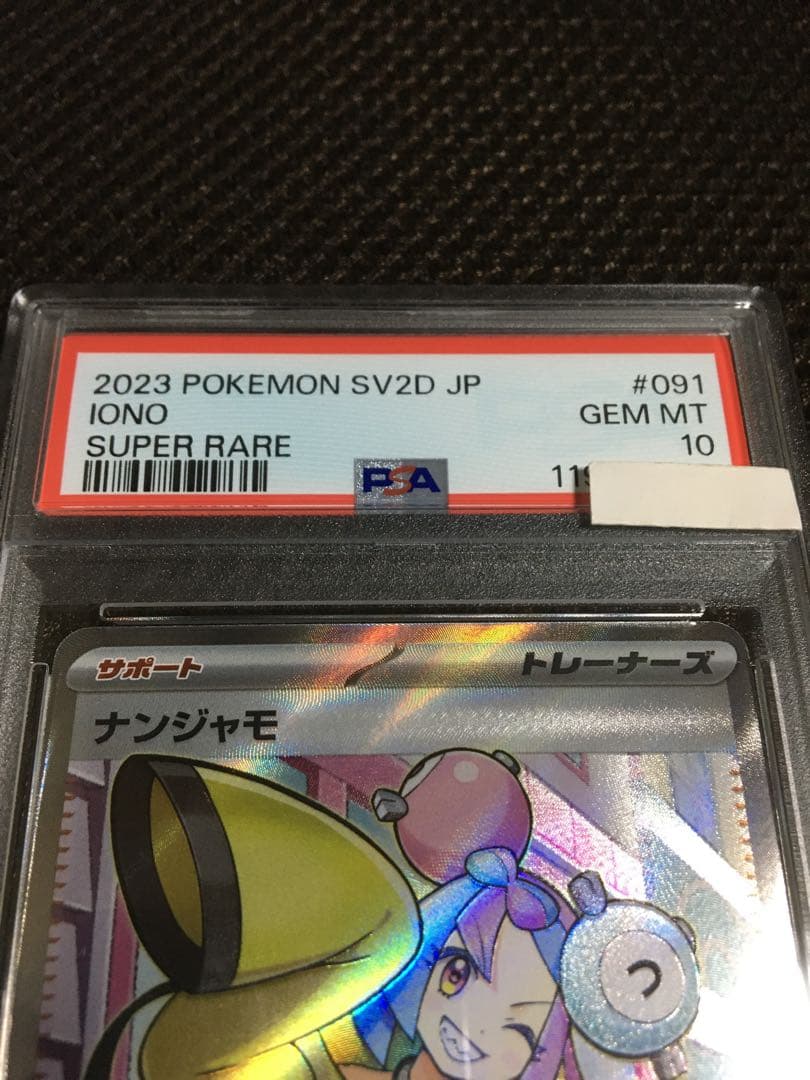 2023 POKEMON SV2D JP #091
IONO GEM MT
SUPER RARE 10
PSA 119
サポート トレーナーズ
ナンジャモ